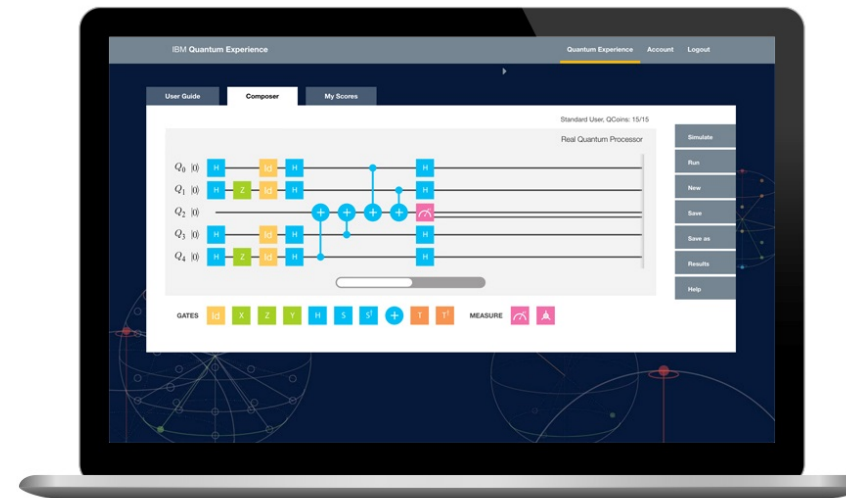 IBM Quantum Experience
Quantum Experience Account Logout
User Guide Composer My Scores
Standard User, QCoins: 15/15
Real Quantum Processor
Simulate
Run
New
Save
Save as
Results
Help
Q0 |0⟩ H Id H H
Q1 |0⟩ H Z Id H H
Q2 |0⟩ + + + +
Q3 |0⟩ H Id H H
Q4 |0⟩ H Z Id H H
GATES Id X Z Y H S S† + T T† MEASURE